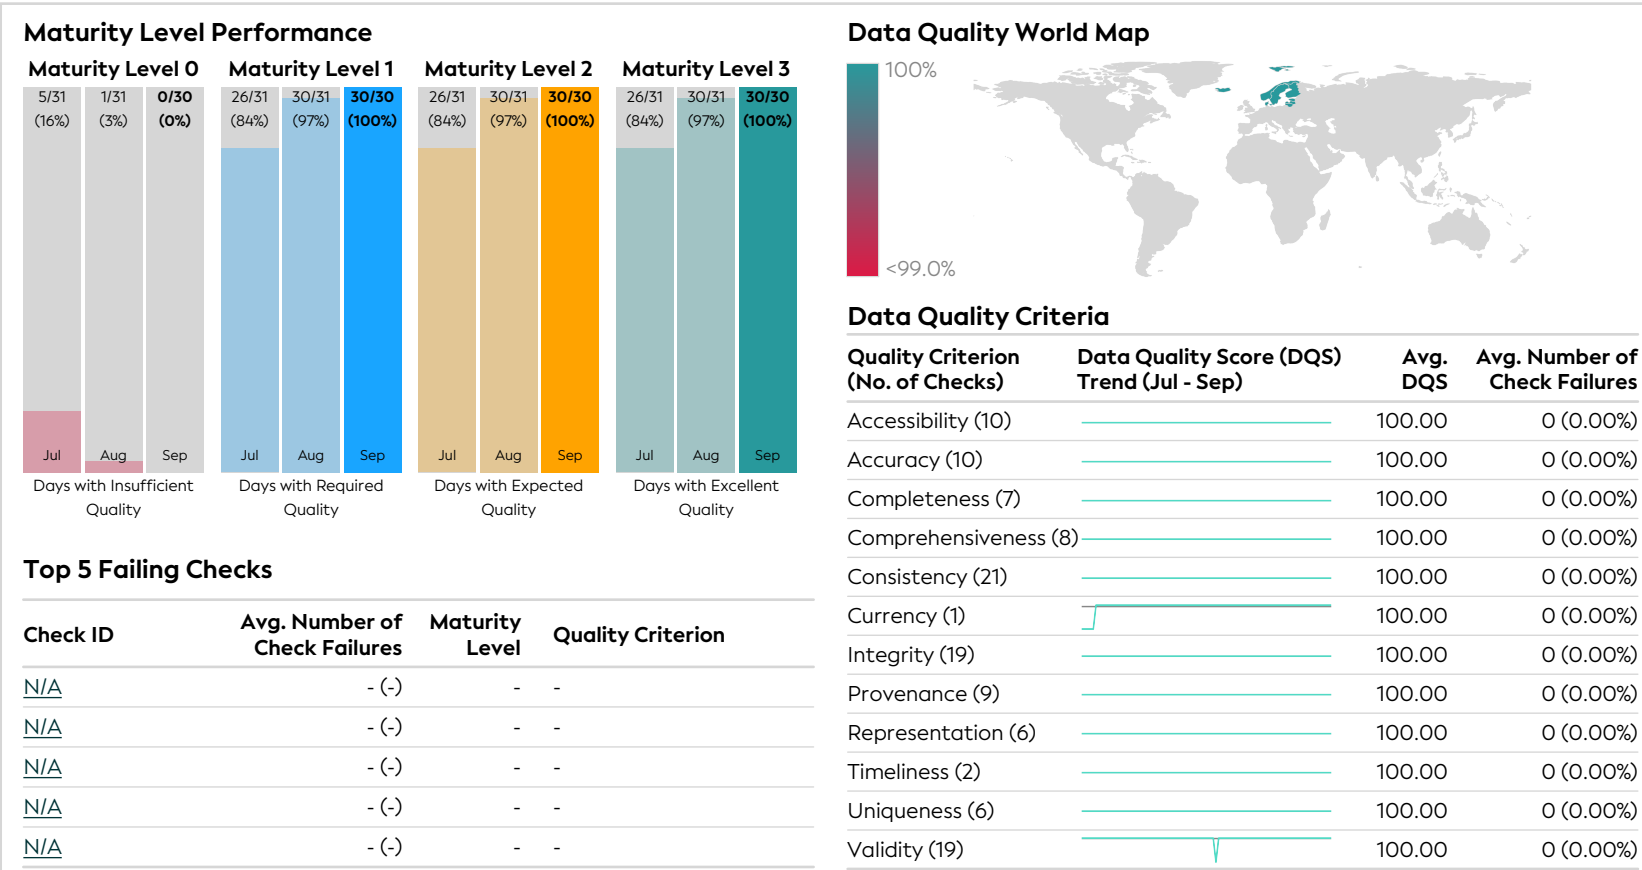 Maturity Level Performance
Maturity Level 0
Maturity Level 1
Maturity Level 2
Maturity Level 3
5/31 1/31 0/30
(16%) (3%) (0%)
26/31 30/31 30/30
(84%) (97%) (100%)
26/31 30/31 30/30
(84%) (97%) (100%)
26/31 30/31 30/30
(84%) (97%) (100%)
Jul Aug Sep
Jul Aug Sep
Jul Aug Sep
Jul Aug Sep
Days with Insufficient
Quality
Days with Required
Quality
Days with Expected
Quality
Days with Excellent
Quality
Top 5 Failing Checks
Check ID
Avg. Number of
Check Failures
Maturity
Level
Quality Criterion
N/A - (-) - -
N/A - (-) - -
N/A - (-) - -
N/A - (-) - -
N/A - (-) - -
Data Quality World Map
100%
<99.0%
Data Quality Criteria
Quality Criterion
(No. of Checks)
Data Quality Score (DQS)
Trend (Jul - Sep)
Avg.
DQS
Avg. Number of
Check Failures
Accessibility (10) 100.00 0 (0.00%)
Accuracy (10) 100.00 0 (0.00%)
Completeness (7) 100.00 0 (0.00%)
Comprehensiveness (8) 100.00 0 (0.00%)
Consistency (21) 100.00 0 (0.00%)
Currency (1) 100.00 0 (0.00%)
Integrity (19) 100.00 0 (0.00%)
Provenance (9) 100.00 0 (0.00%)
Representation (6) 100.00 0 (0.00%)
Timeliness (2) 100.00 0 (0.00%)
Uniqueness (6) 100.00 0 (0.00%)
Validity (19) 100.00 0 (0.00%)